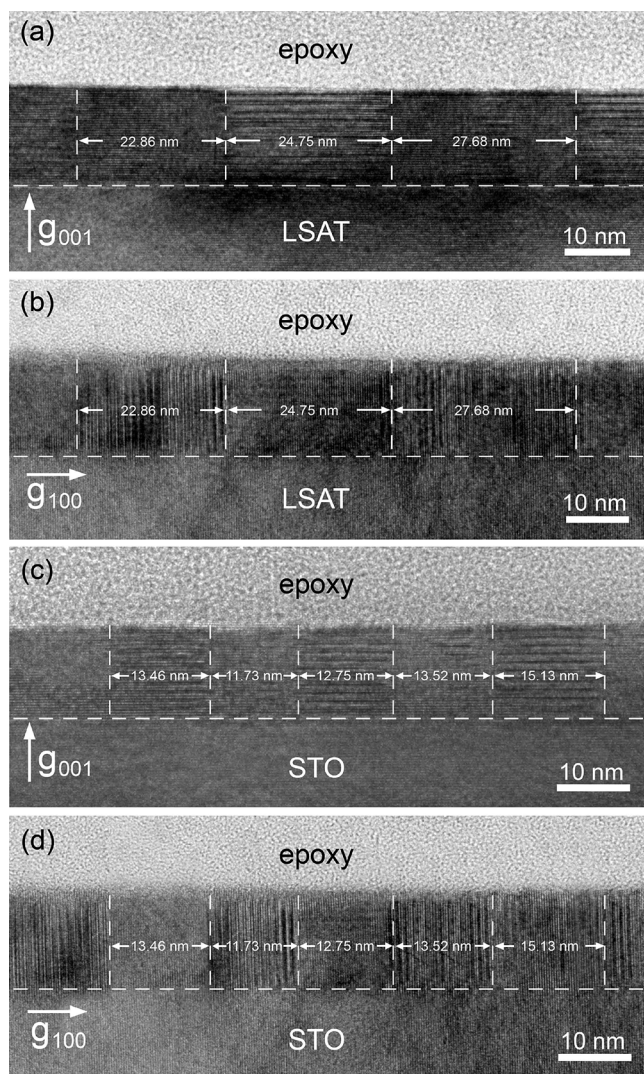 (a)
epoxy
22.86 nm
24.75 nm
27.68 nm
g001
LSAT
10 nm
(b)
epoxy
22.86 nm
24.75 nm
27.68 nm
g100
LSAT
10 nm
(c)
epoxy
13.46 nm
11.73 nm
12.75 nm
13.52 nm
15.13 nm
g001
STO
10 nm
(d)
epoxy
13.46 nm
11.73 nm
12.75 nm
13.52 nm
15.13 nm
g100
STO
10 nm